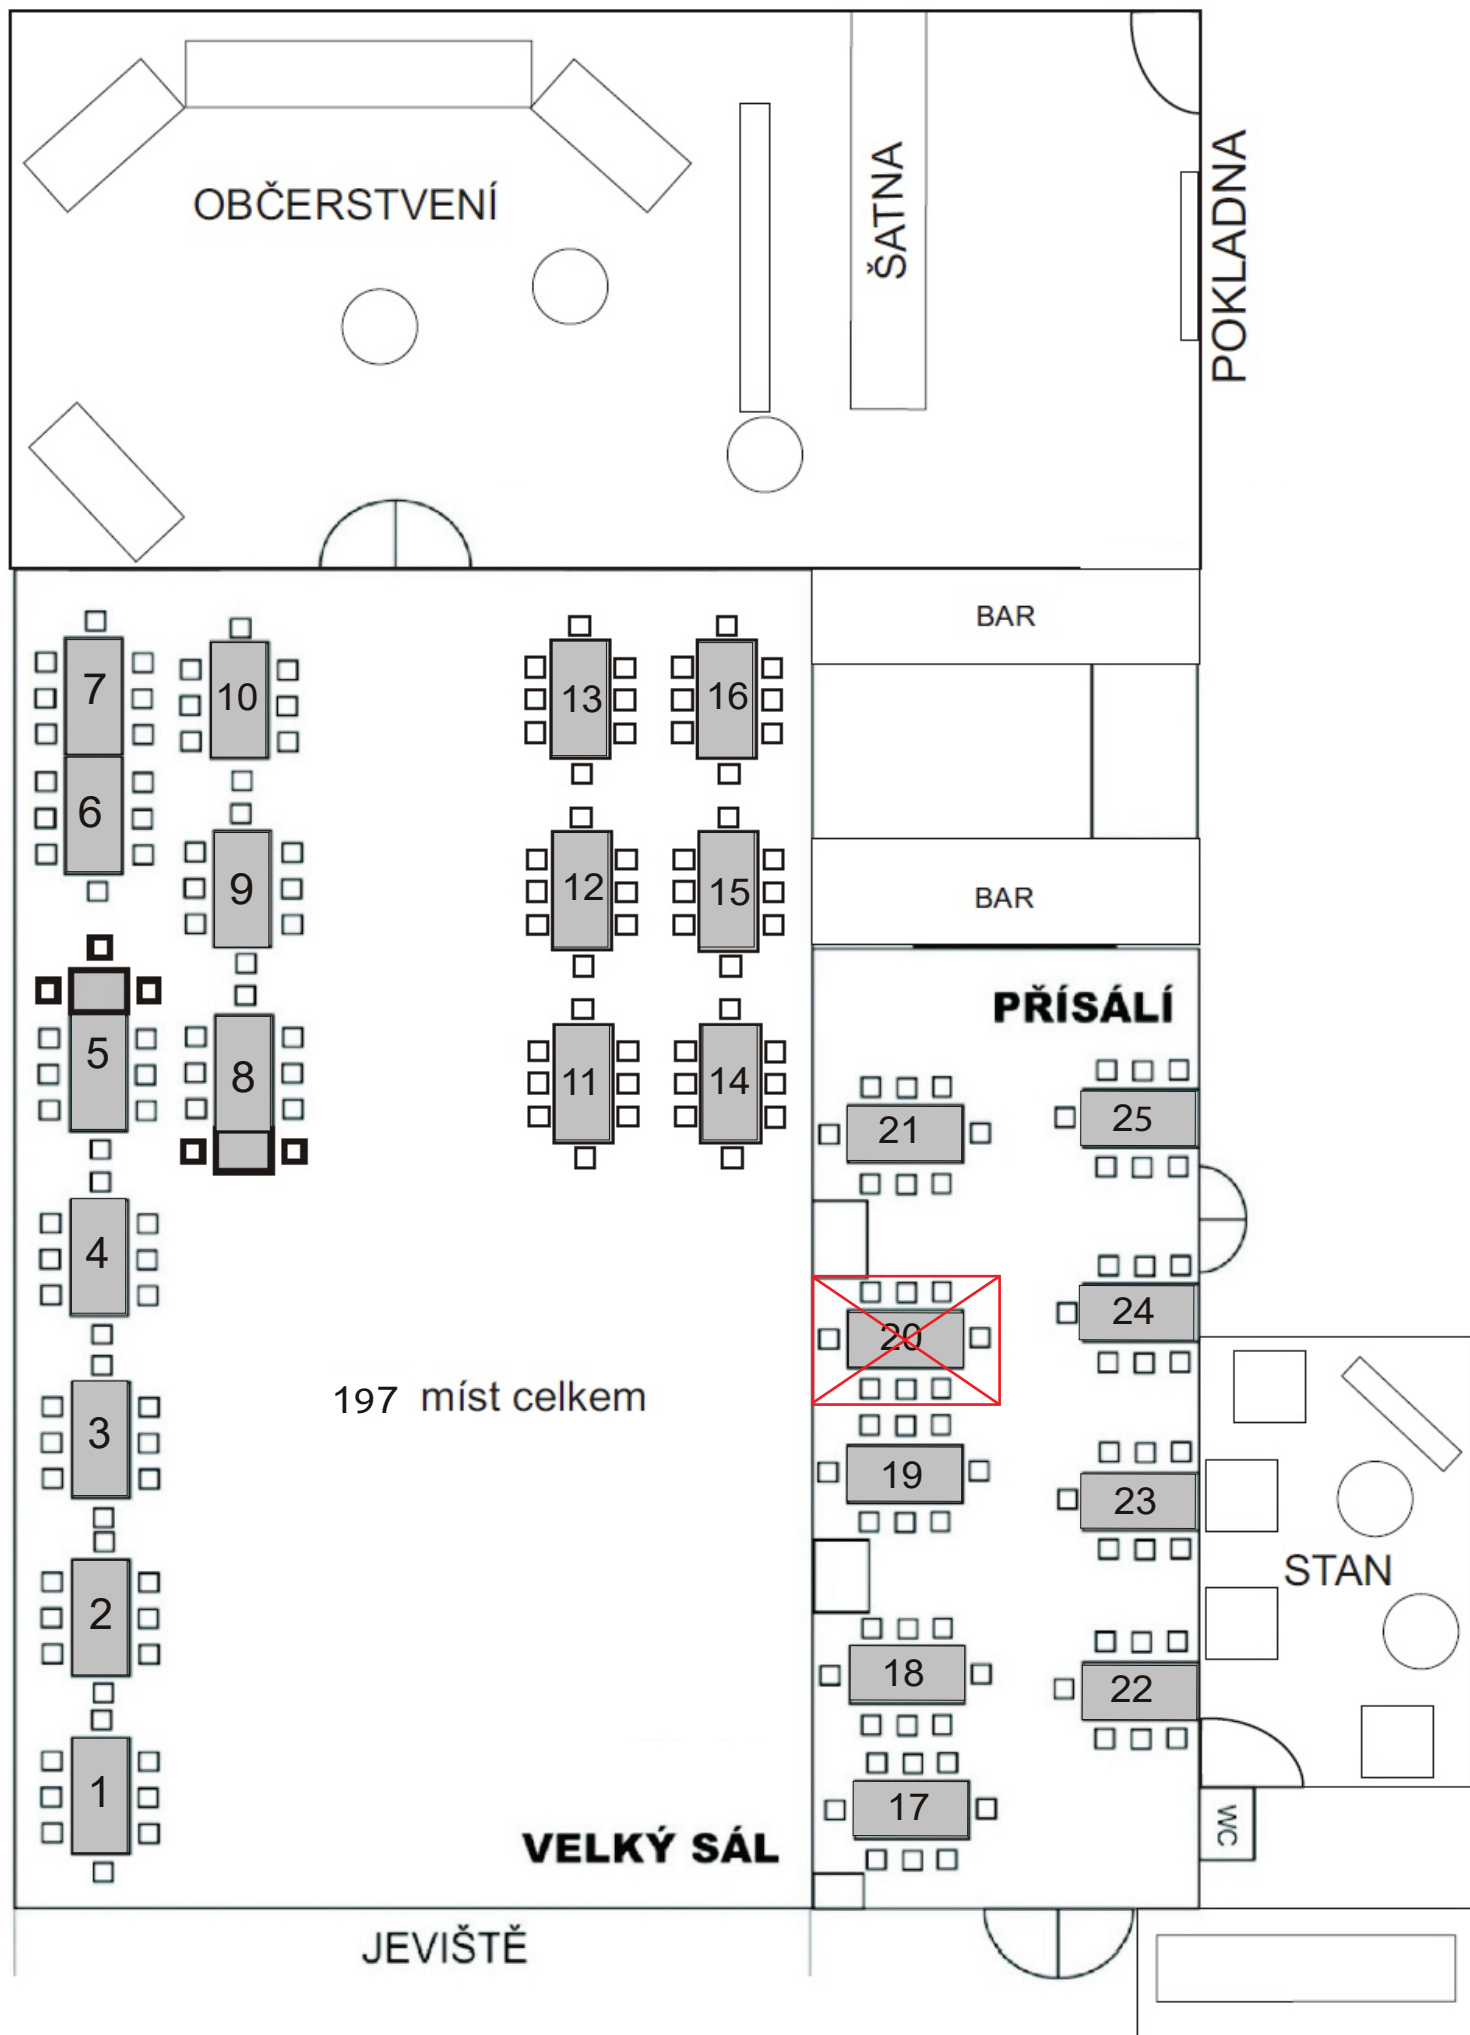 OBČERSTVENÍ
ŠATNA
POKLADNA
BAR
BAR
7
10
13
16
6
9
12
15
5
8
11
14
PŘÍSÁLÍ
21
25
4
20
24
3
197 míst celkem
19
23
STAN
2
18
22
1
17
WC
VELKÝ SÁL
JEVIŠTĚ